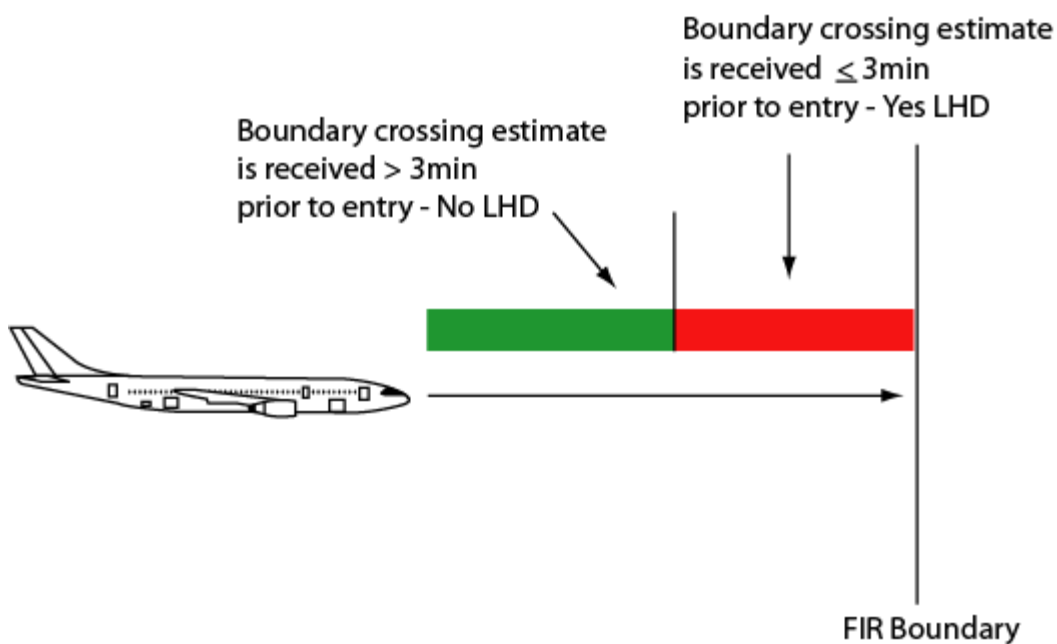 Boundary crossing estimate
is received ≤ 3min
prior to entry - Yes LHD
Boundary crossing estimate
is received > 3min
prior to entry - No LHD
FIR Boundary